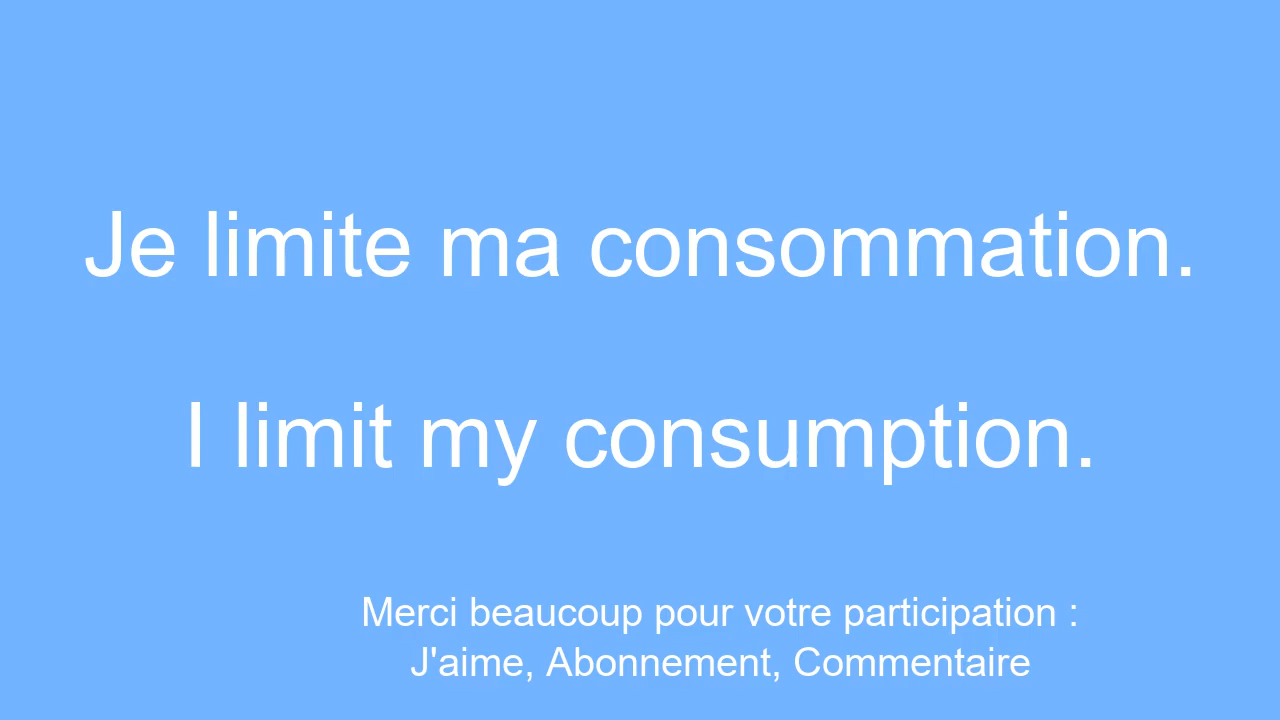 Je limite ma consommation.
I limit my consumption.
Merci beaucoup pour votre participation :
J'aime, Abonnement, Commentaire